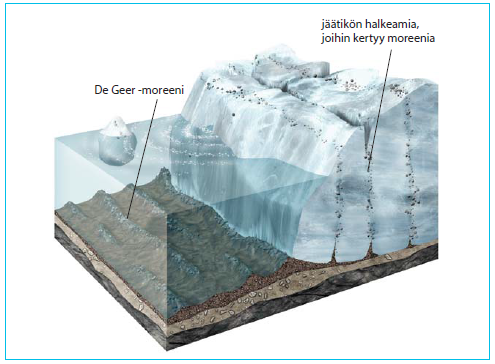 jäätikön halkeamia,
joihin kertyy moreenia
De Geer -moreeni